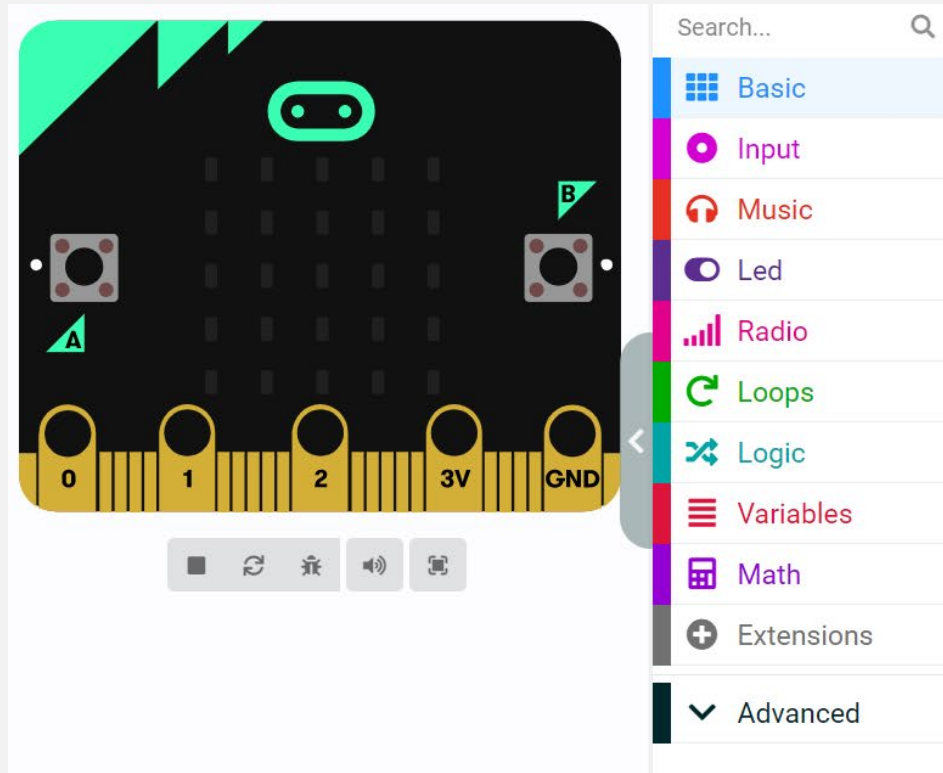 B
A
0 1 2 3V GND
Search...
Basic
Input
Music
Led
Radio
Loops
Logic
Variables
Math
Extensions
Advanced